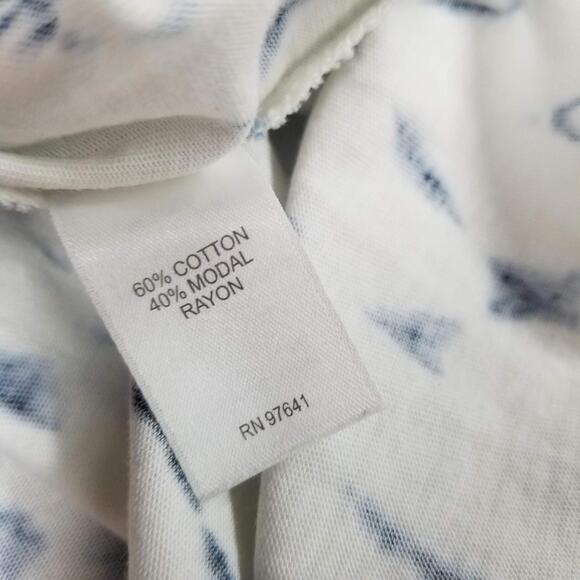 60% COTTON
40% MODAL
RAYON
RN 97641